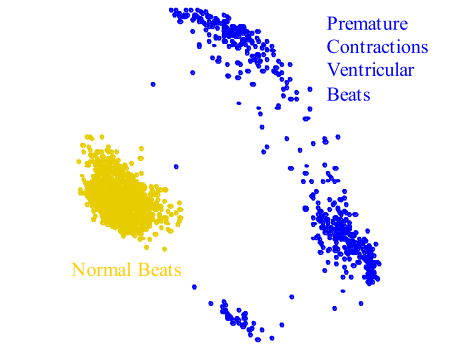 Premature
Contractions
Ventricular
Beats
Normal Beats